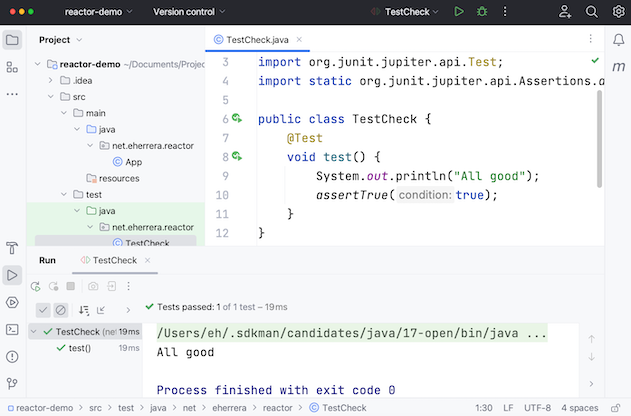 reactor-demo Version control TestCheck
Project
TestCheck.java
reactor-demo ~/Documents/Projec
.idea
src
main
java
net.eherrera.reactor
App
resources
test
java
net.eherrera.reactor
TestCheck
3 import org.junit.jupiter.api.Test;
4 import static org.junit.jupiter.api.Assertions.a
5
6 public class TestCheck {
7 @Test
8 void test() {
9 System.out.println("All good");
10 assertTrue( condition: true);
11 }
12 }
m
Run TestCheck
Tests passed: 1 of 1 test – 19 ms
TestCheck (net 19 ms
test() 19 ms
/Users/eh/.sdkman/candidates/java/17-open/bin/java ...
All good
Process finished with exit code 0
reactor-demo > src > test > java > net > eherrera > reactor > TestCheck 1:30 LF UTF-8 4 spaces